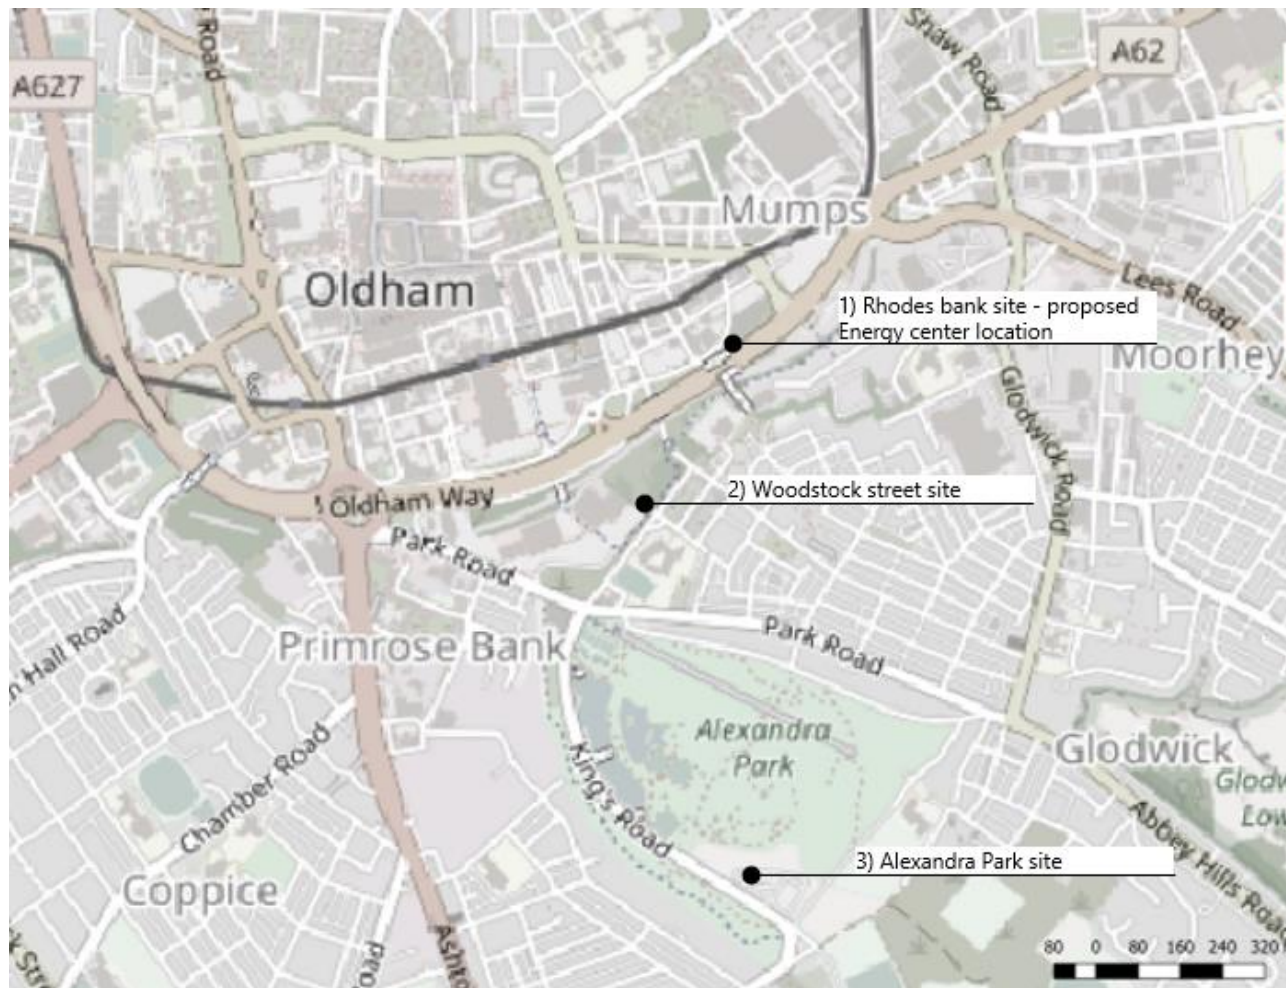 Shaw Road
Road
A62
A627
Mumps
Oldham
Lees Road
1) Rhodes bank site - proposed
Energy center location
Moorhey
Glodwick Road
2) Woodstock street site
Oldham Way
Park Road
Hall Road
Primrose Bank
Park Road
Alexandra
Park
Glodwick
King's Road
Chamber Road
Abbey Hills Road
3) Alexandra Park site
Coppice
Road
80 0 80 160 240 320